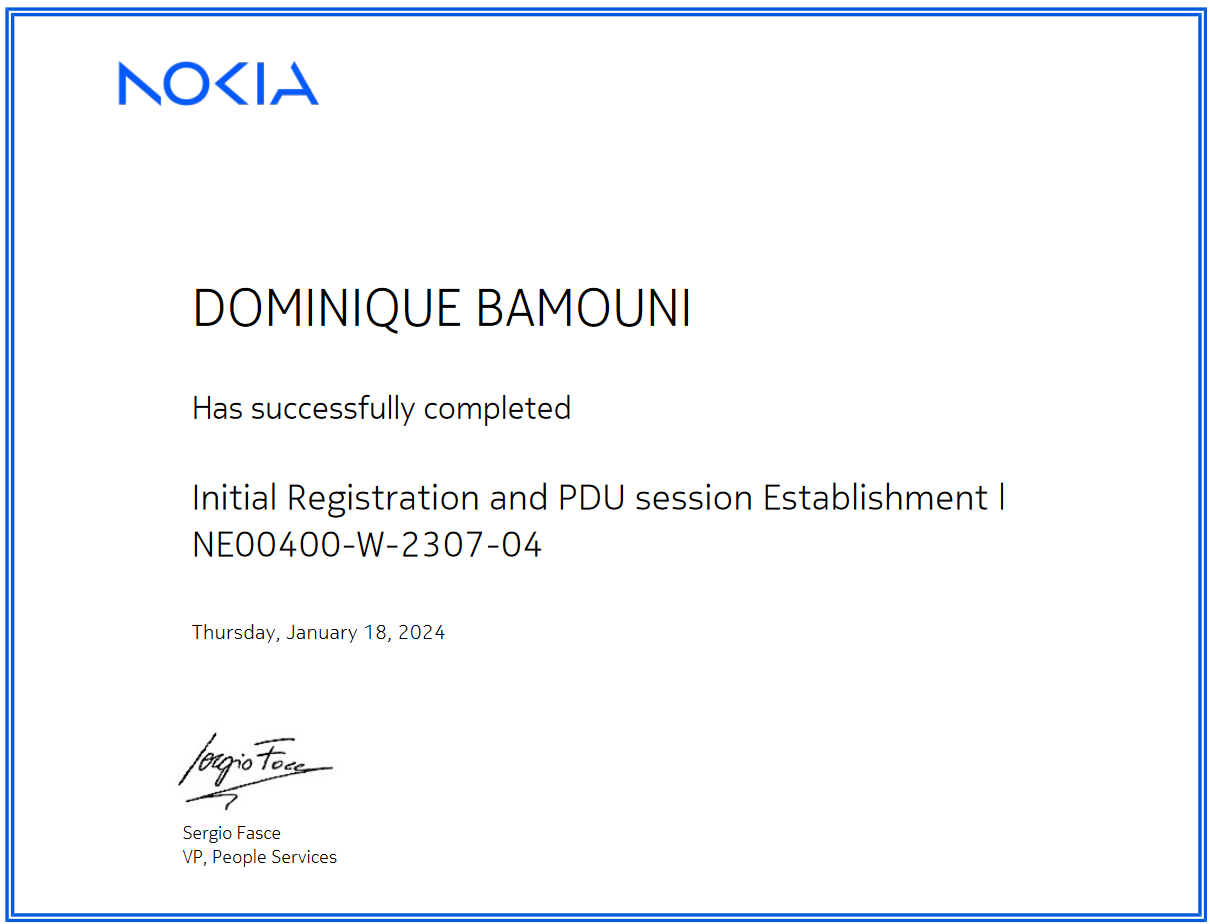 NOKIA
DOMINIQUE BAMOUNI
Has successfully completed
Initial Registration and PDU session Establishment |
NE00400-W-2307-04
Thursday, January 18, 2024
Sergio Fasce
Sergio Fasce
VP, People Services